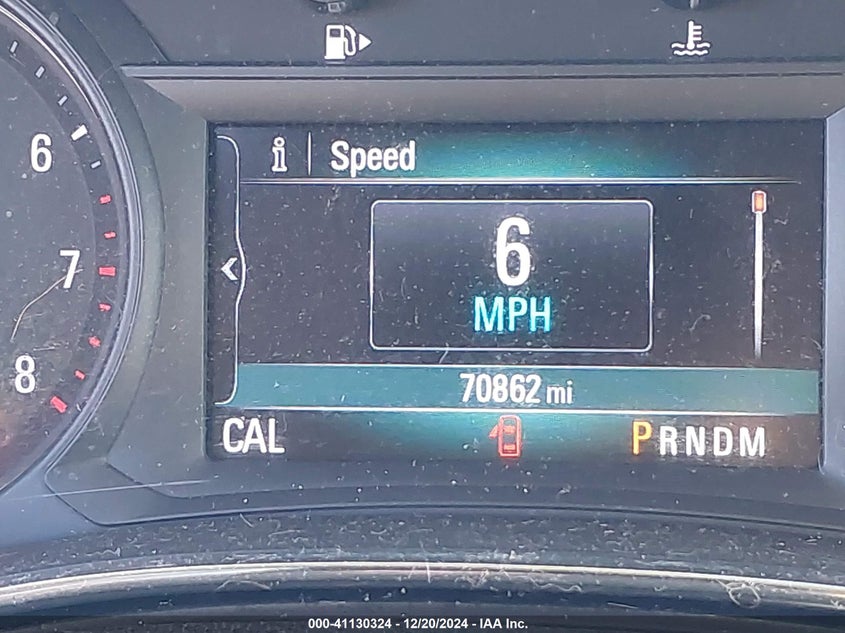 6
7
8
i Speed
6
MPH
70862 mi
CAL PRNDM
000-41130324 - 12/20/2024 - IAA Inc.